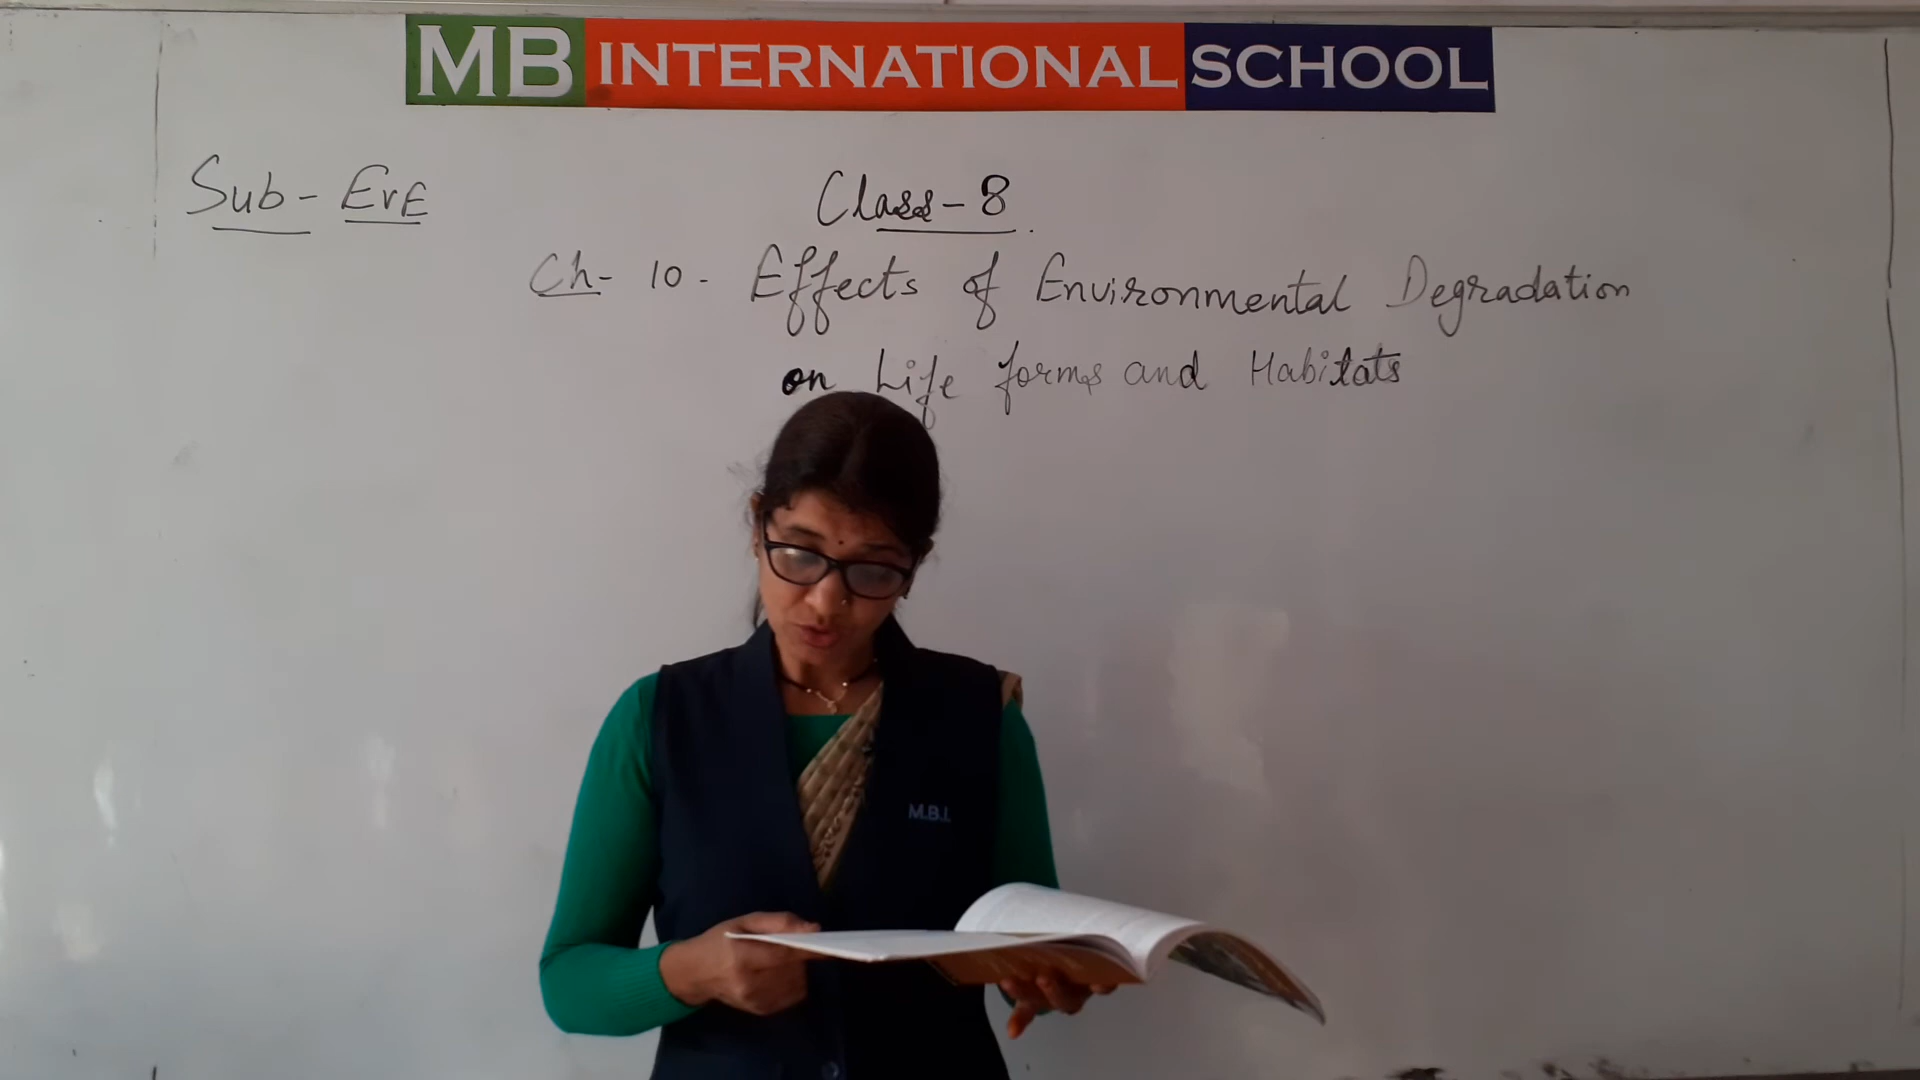 MB INTERNATIONAL SCHOOL
Sub- EvE
Class-8
Ch- 10 - Effects of Environmental Degradation
on Life forms and Habitats
M.B.I.